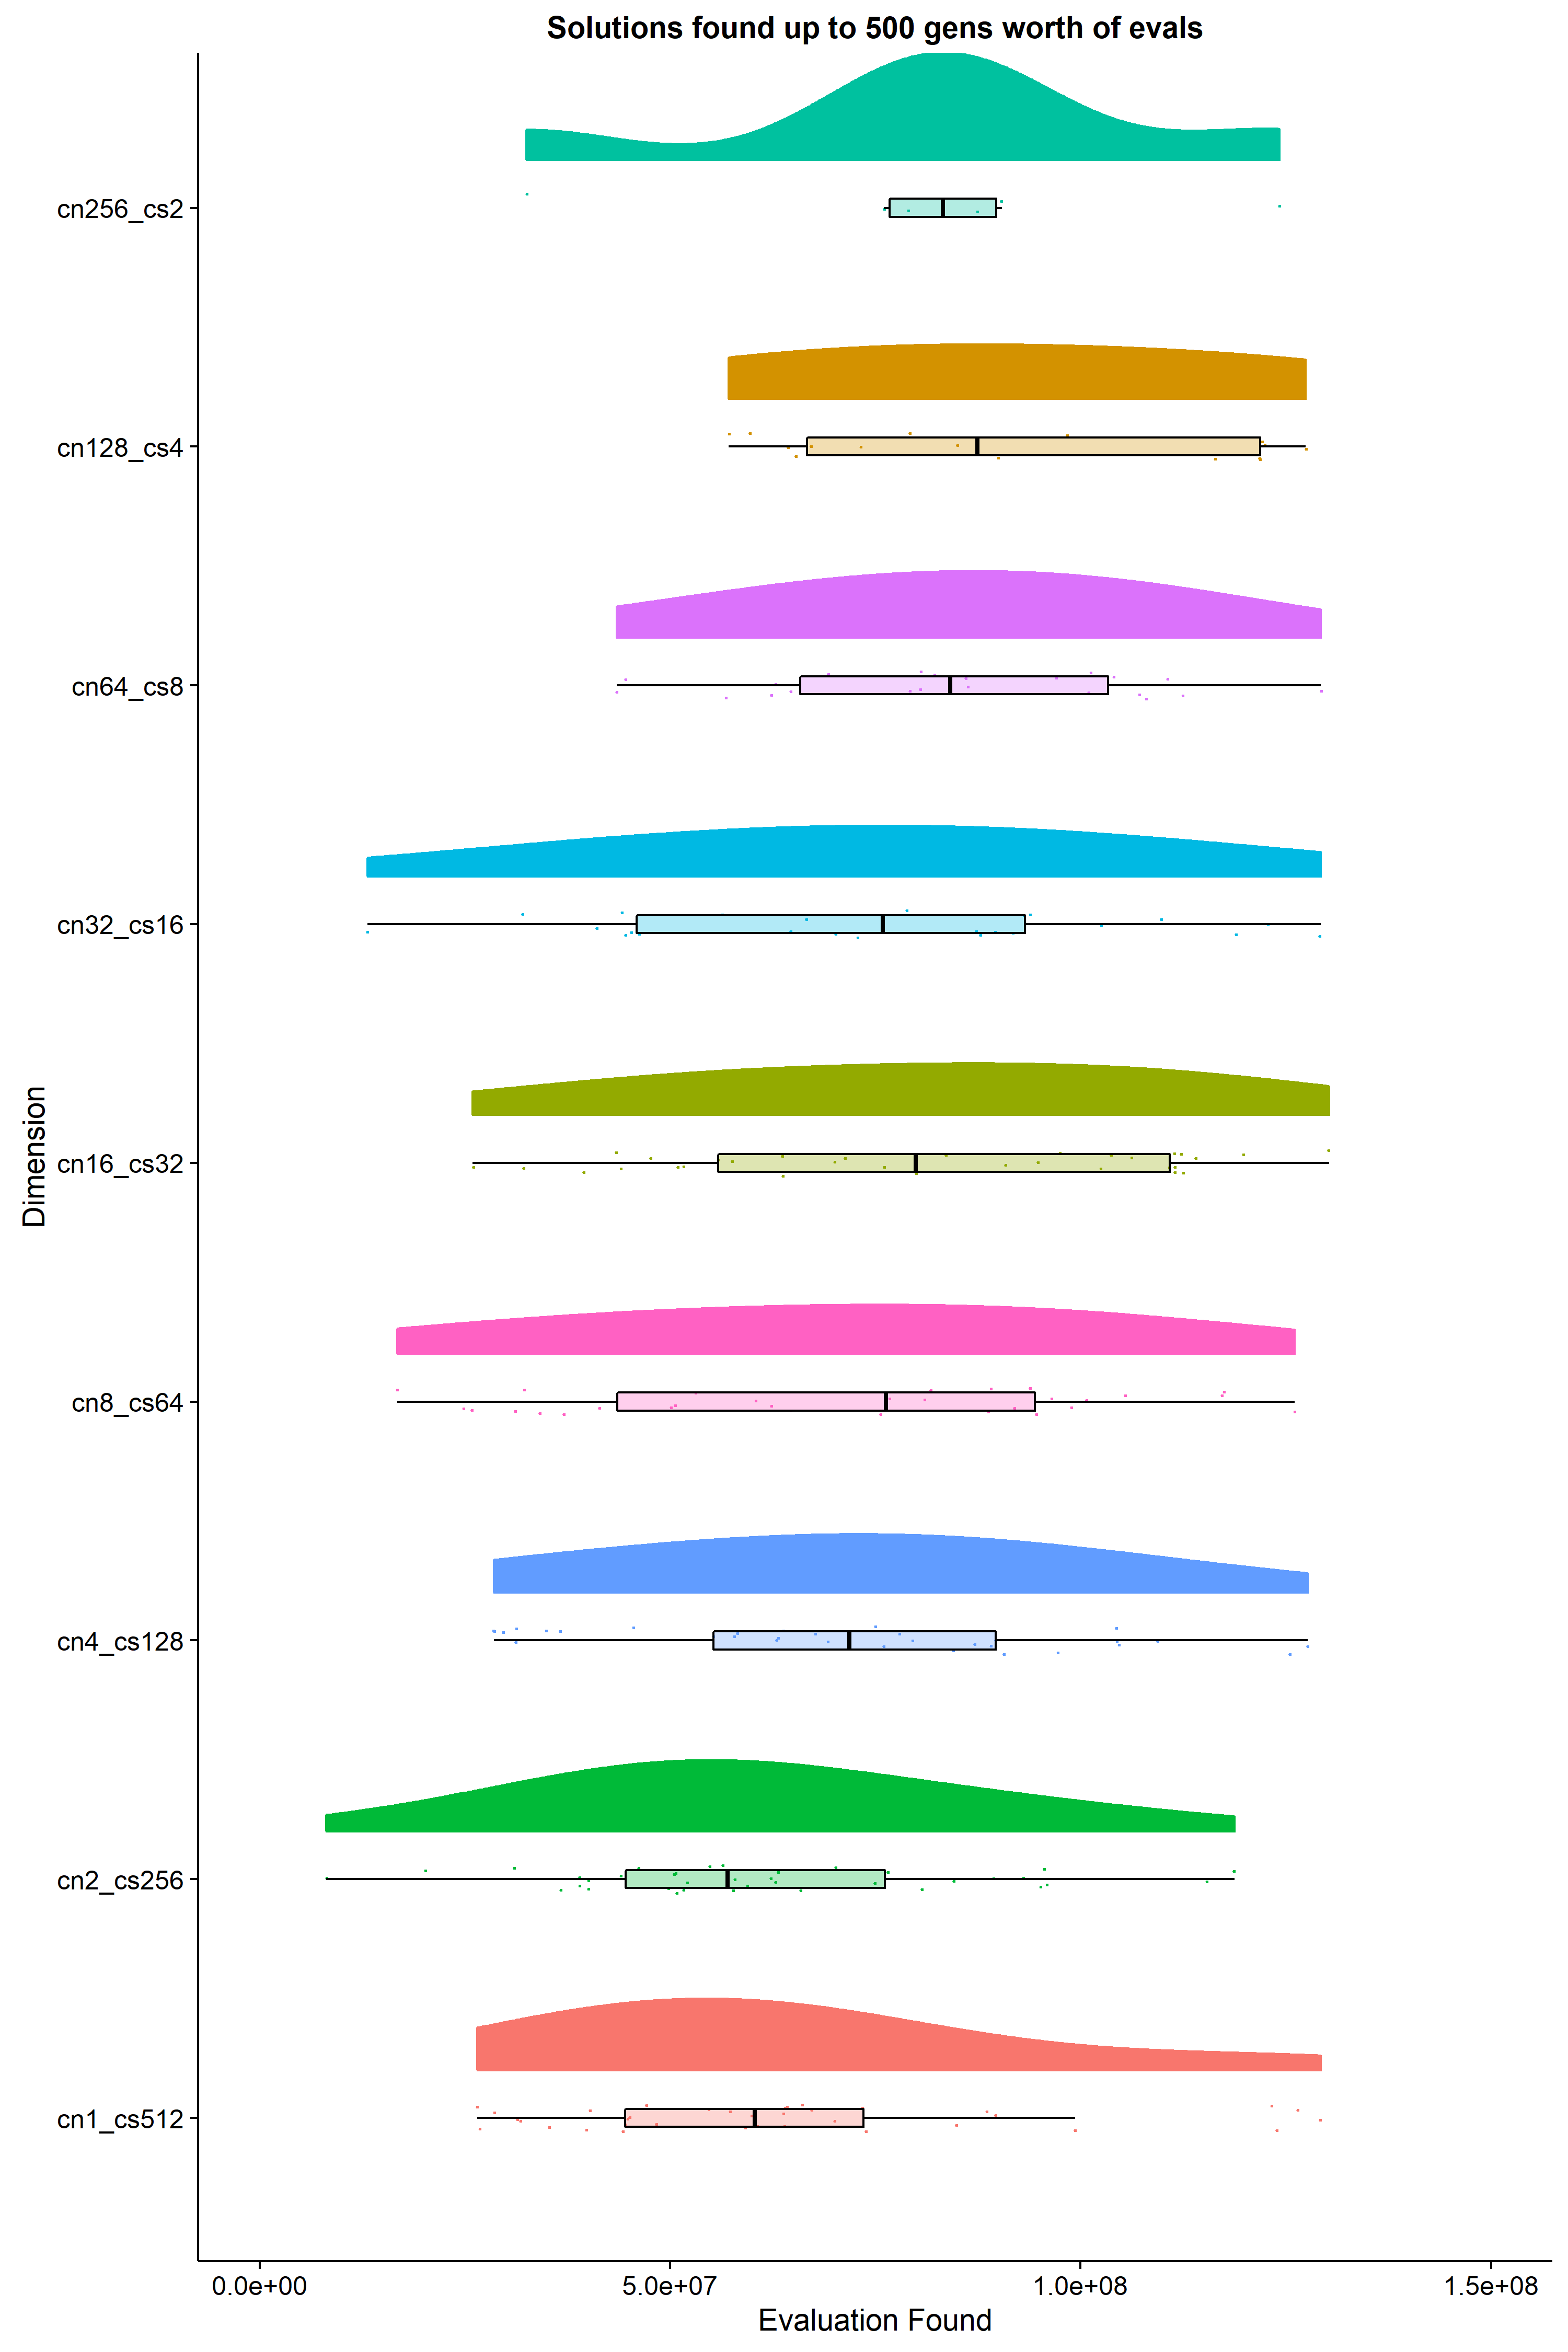 Solutions found up to 500 gens worth of evals
cn256_cs2
cn128_cs4
cn64_cs8
cn32_cs16
cn16_cs32
cn8_cs64
cn4_cs128
cn2_cs256
cn1_cs512
Dimension
0.0e+00
5.0e+07
1.0e+08
1.5e+08
Evaluation Found